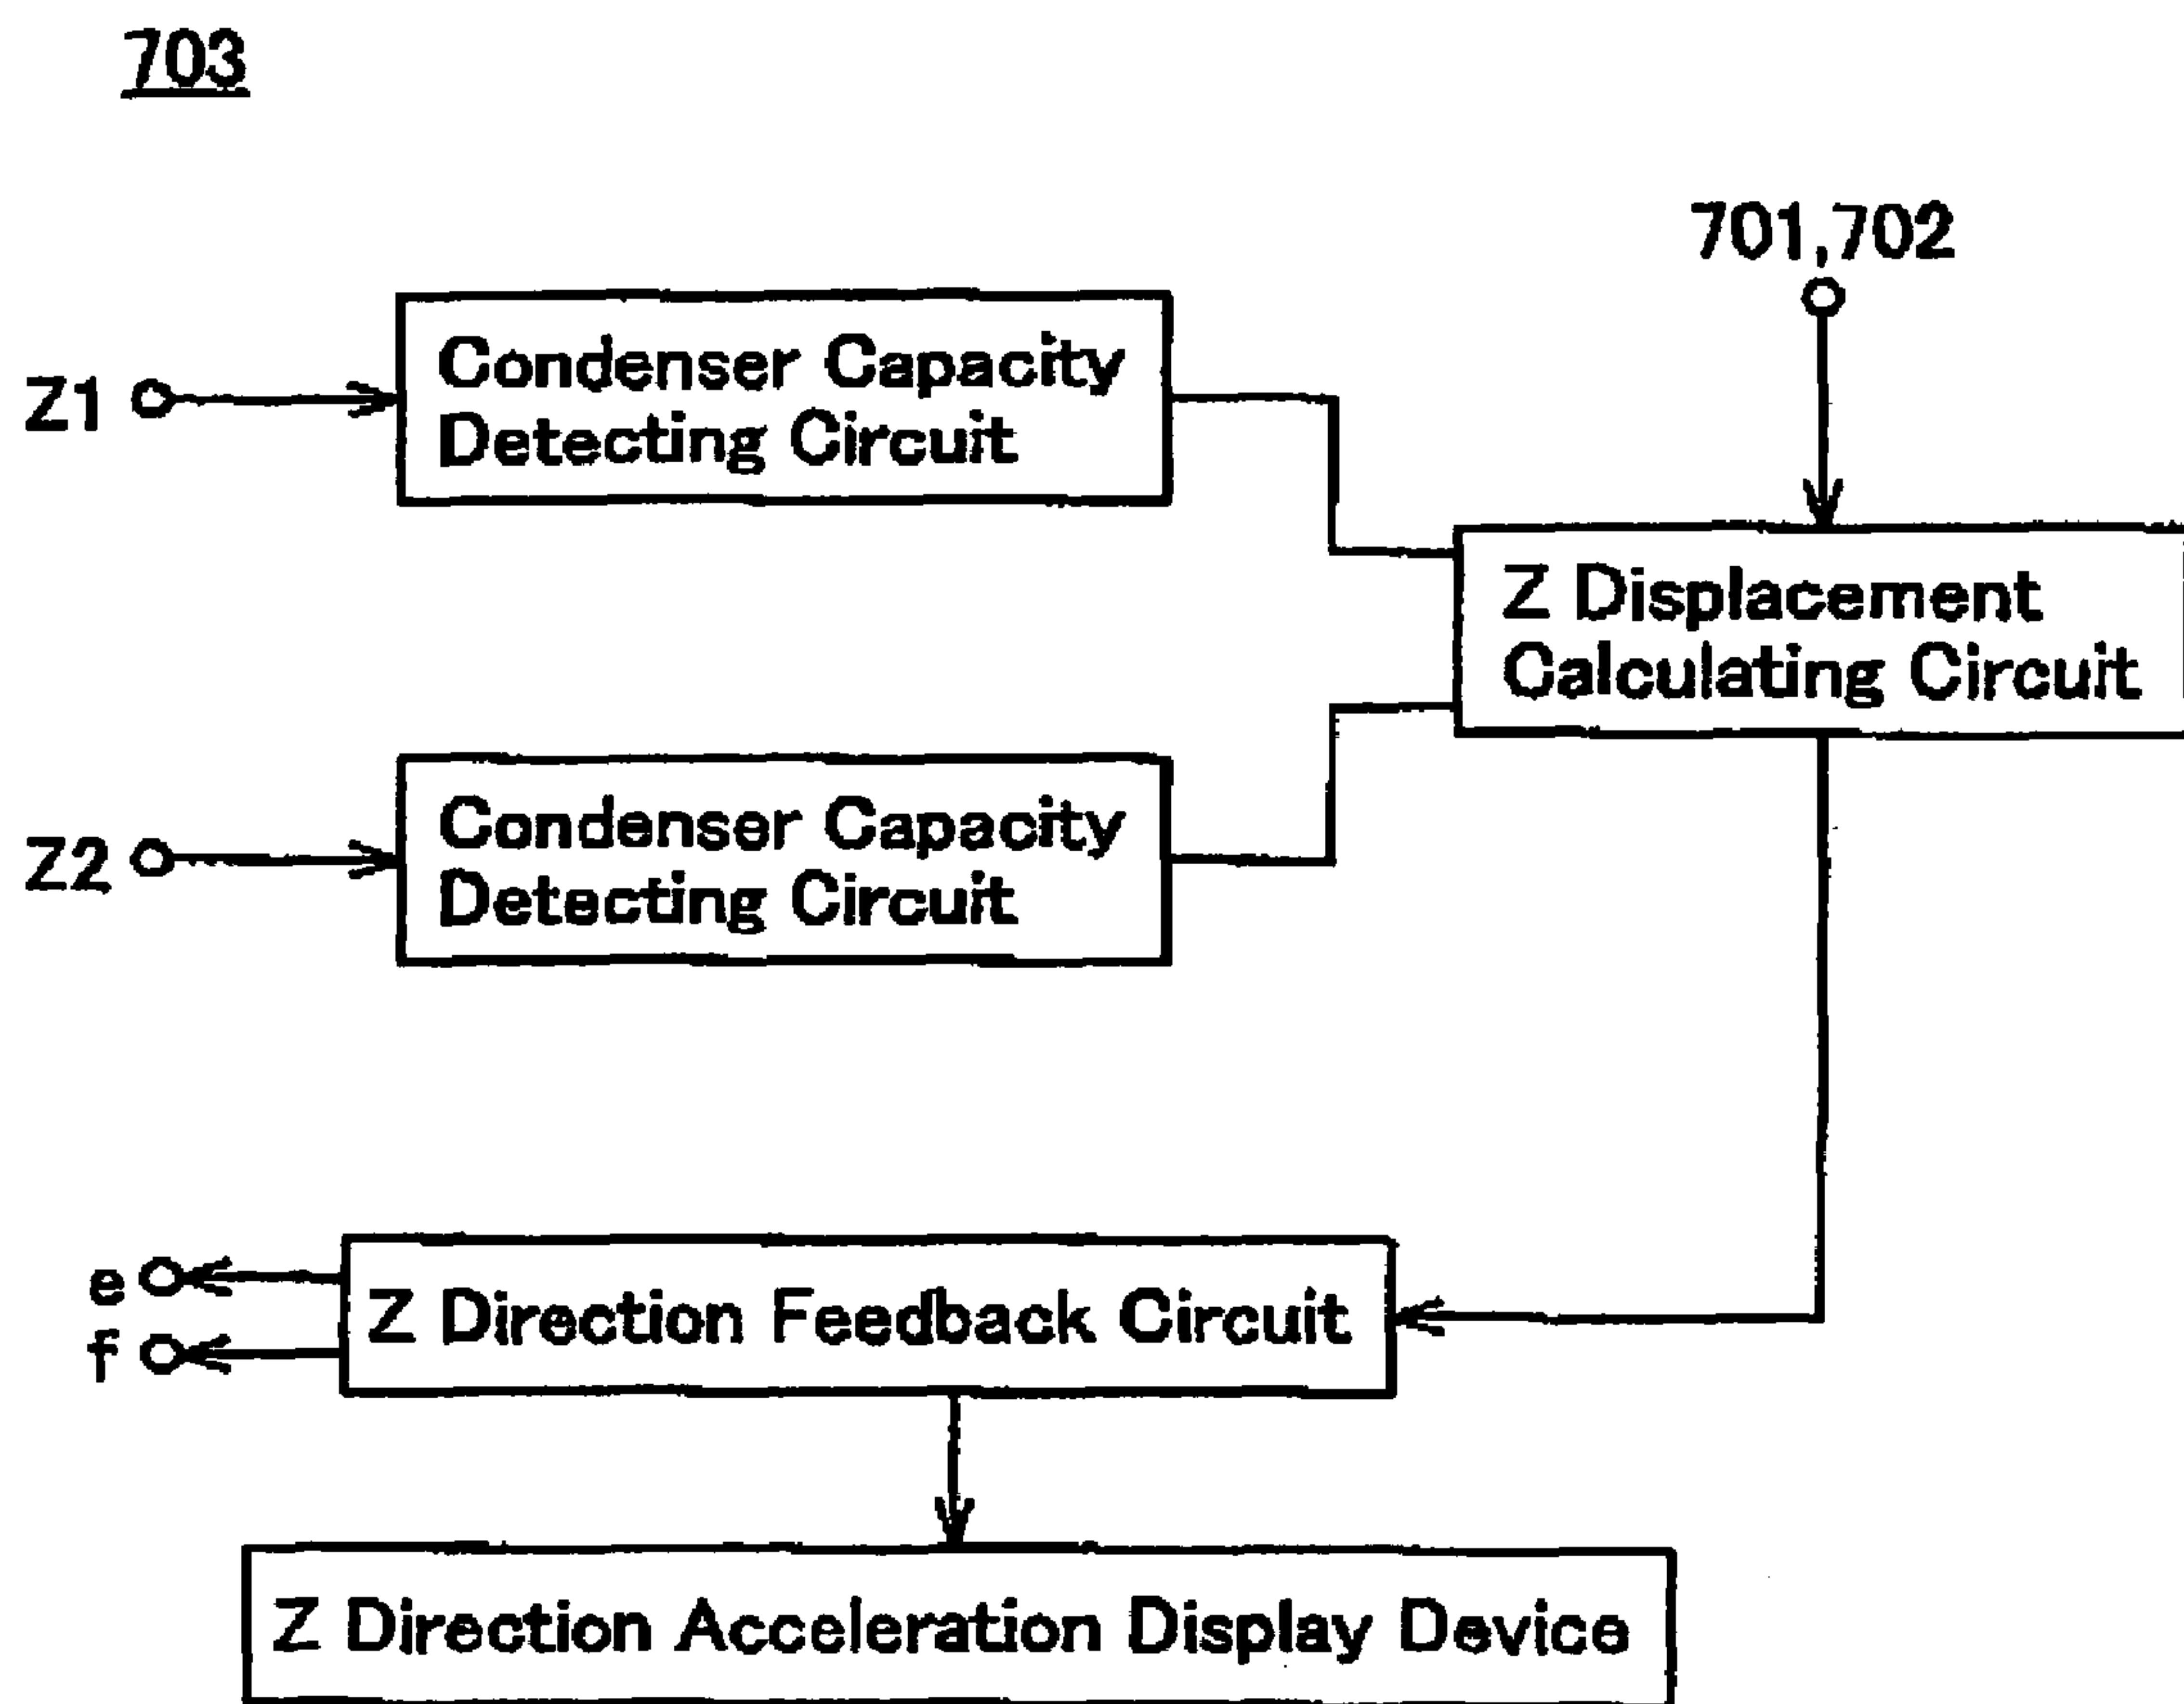 703
701,702
Z1
Condenser Capacity
Detecting Circuit
Z Displacement
Calculating Circuit
Z2
Condenser Capacity
Detecting Circuit
e
f
Z Direction Feedback Circuit
Z Direction Acceleration Display Device